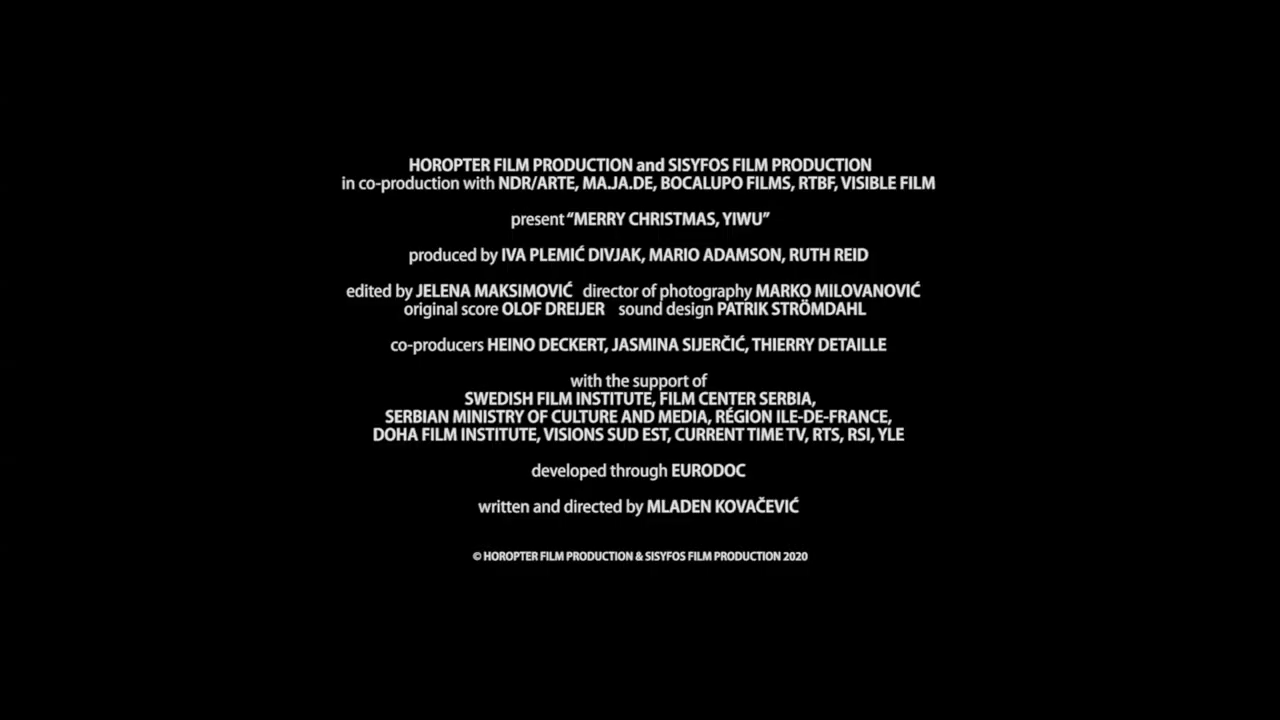 HOROPTER FILM PRODUCTION and SISYFOS FILM PRODUCTION
in co-production with NDR/ARTE, MA.JA.DE, BOCALUPO FILMS, RTBF, VISIBLE FILM
present “MERRY CHRISTMAS, YIWU”
produced by IVA PLEMIĆ DIVJAK, MARIO ADAMSON, RUTH REID
edited by JELENA MAKSIMOVIĆ director of photography MARKO MILOVANOVIĆ
original score OLOF DREIJER sound design PATRIK STRÖMDAHL
co-producers HEINO DECKERT, JASMINA SIJERČIĆ, THIERRY DETAILLE
with the support of
SWEDISH FILM INSTITUTE, FILM CENTER SERBIA,
SERBIAN MINISTRY OF CULTURE AND MEDIA, RÉGION ILE-DE-FRANCE,
DOHA FILM INSTITUTE, VISIONS SUD EST, CURRENT TIME TV, RTS, RSI, YLE
developed through EURODOC
written and directed by MLADEN KOVAČEVIĆ
© HOROPTER FILM PRODUCTION & SISYFOS FILM PRODUCTION 2020